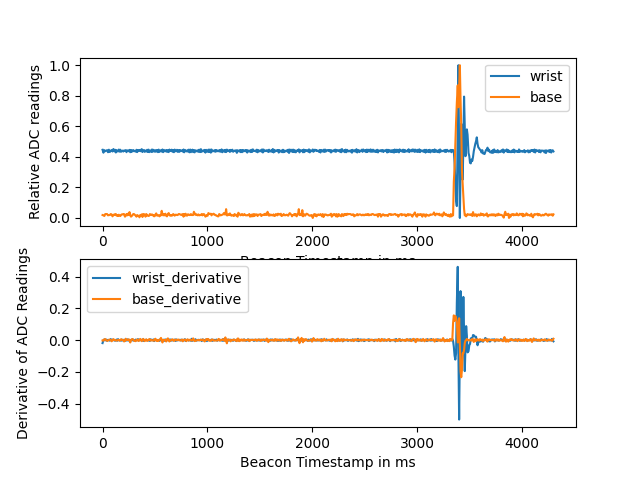 Relative ADC readings
1.0
0.8
0.6
0.4
0.2
0.0
wrist
base
0 1000 2000 3000 4000
Beacon Timestamp in ms
Derivative of ADC Readings
0.4
0.2
0.0
−0.2
−0.4
wrist_derivative
base_derivative
0 1000 2000 3000 4000
Beacon Timestamp in ms